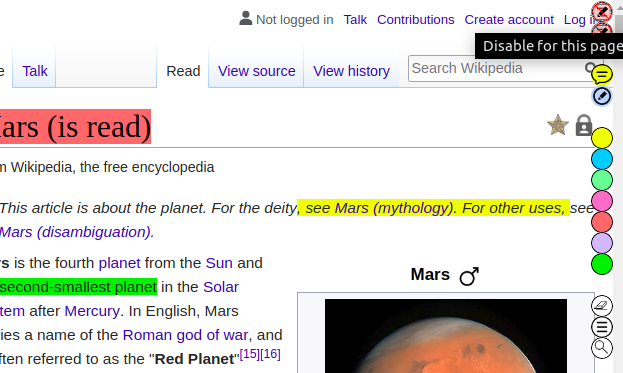 Not logged in Talk Contributions Create account Log in
Disable for this page
Talk Read View source View history Search Wikipedia
Mars (is read)
m Wikipedia, the free encyclopedia
This article is about the planet. For the deity, see Mars (mythology). For other uses, see
Mars (disambiguation).
rs is the fourth planet from the Sun and
second-smallest planet in the Solar
tem after Mercury. In English, Mars
ies a name of the Roman god of war, and
ften referred to as the "Red Planet"[15][16]
Mars ♂